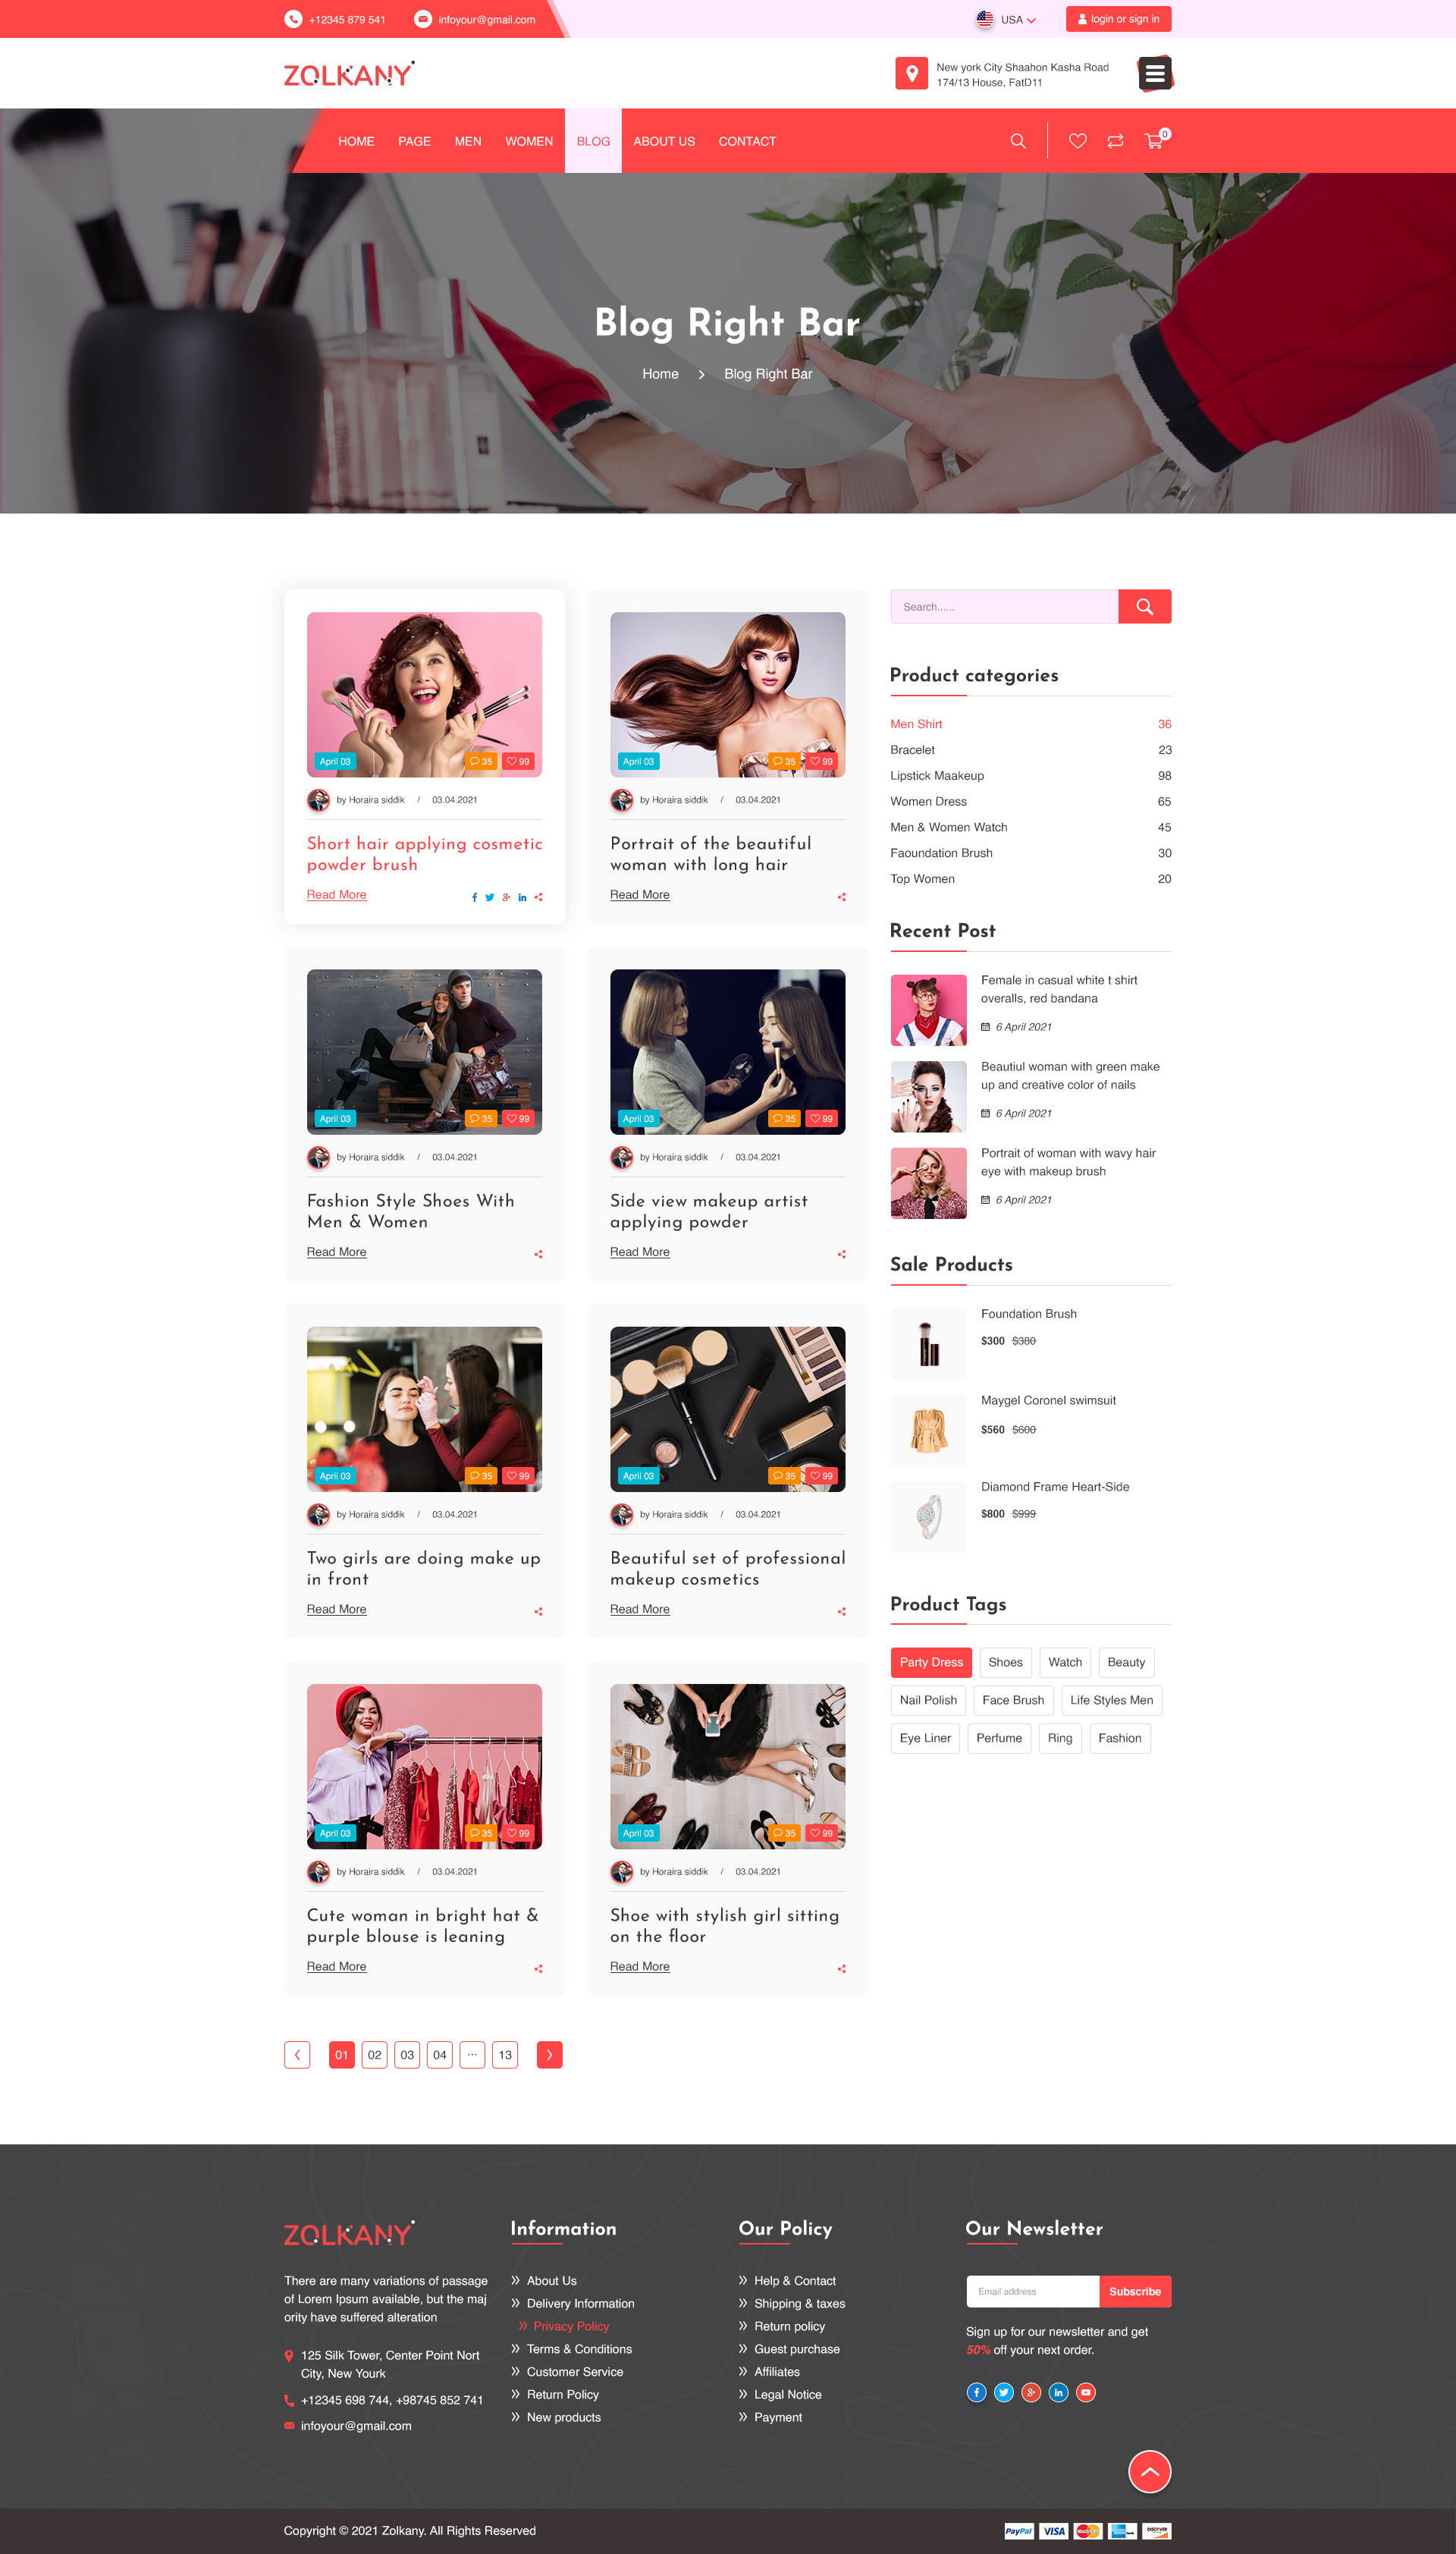 +12345 879 541
infoyour@gmail.com
USA
login or sign in
ZOLKANY
New york City Shaahon Kasha Road
174/13 House, FatD11
HOME
PAGE
MEN
WOMEN
BLOG
ABOUT US
CONTACT
0
Blog Right Bar
Home
Blog Right Bar
April 03
35
99
by Horaira siddik / 03.04.2021
Short hair applying cosmetic
powder brush
Read More
April 03
35
99
by Horaira siddik / 03.04.2021
Portrait of the beautiful
woman with long hair
Read More
April 03
35
99
by Horaira siddik / 03.04.2021
Fashion Style Shoes With
Men & Women
Read More
April 03
35
99
by Horaira siddik / 03.04.2021
Side view makeup artist
applying powder
Read More
April 03
35
99
by Horaira siddik / 03.04.2021
Two girls are doing make up
in front
Read More
April 03
35
99
by Horaira siddik / 03.04.2021
Beautiful set of professional
makeup cosmetics
Read More
April 03
35
99
by Horaira siddik / 03.04.2021
Cute woman in bright hat &
purple blouse is leaning
Read More
April 03
35
99
by Horaira siddik / 03.04.2021
Shoe with stylish girl sitting
on the floor
Read More
01
02
03
04
...
13
Search......
Product categories
Men Shirt 36
Bracelet 23
Lipstick Maakeup 98
Women Dress 65
Men & Women Watch 45
Faoundation Brush 30
Top Women 20
Recent Post
Female in casual white t shirt
overalls, red bandana
6 April 2021
Beautiul woman with green make
up and creative color of nails
6 April 2021
Portrait of woman with wavy hair
eye with makeup brush
6 April 2021
Sale Products
Foundation Brush
$300 $380
Maygel Coronel swimsuit
$560 $600
Diamond Frame Heart-Side
$800 $999
Product Tags
Party Dress
Shoes
Watch
Beauty
Nail Polish
Face Brush
Life Styles Men
Eye Liner
Perfume
Ring
Fashion
ZOLKANY
There are many variations of passage
of Lorem Ipsum available, but the maj
ority have suffered alteration
125 Silk Tower, Center Point Nort
City, New Yourk
+12345 698 744, +98745 852 741
infoyour@gmail.com
Information
About Us
Delivery Information
Privacy Policy
Terms & Conditions
Customer Service
Return Policy
New products
Our Policy
Help & Contact
Shipping & taxes
Return policy
Guest purchase
Affiliates
Legal Notice
Payment
Our Newsletter
Email address
Subscribe
Sign up for our newsletter and get
50% off your next order.
Copyright © 2021 Zolkany. All Rights Reserved
PayPal
VISA
MasterCard
DISCOVER